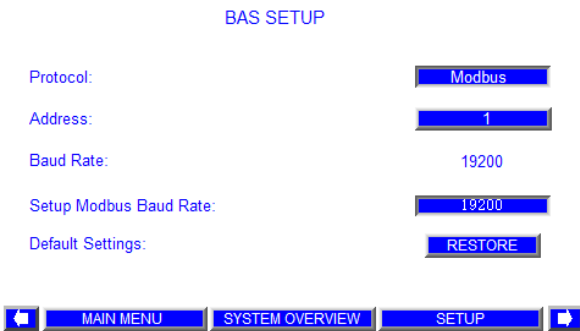 BAS SETUP
Protocol: Modbus
Address: 1
Baud Rate: 19200
Setup Modbus Baud Rate: 19200
Default Settings: RESTORE
MAIN MENU SYSTEM OVERVIEW SETUP